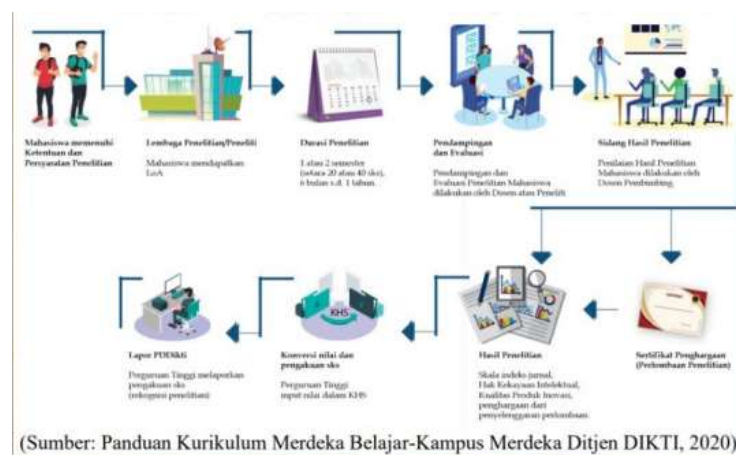 Mahasiswa memenuhi
Ketentuan dan
Persyaratan Penelitian
Lembaga Penelitian/Peneliti
Mahasiswa mendapatkan
LoA
Durasi Penelitian
1 atau 2 semester
(setara 20 atau 40 sks),
6 bulan s.d. 1 tahun.
Pendampingan
dan Evaluasi
Pendampingan dan
Evaluasi Penelitian Mahasiswa
dilakukan oleh Dosen atau Peneliti
Sidang Hasil Penelitian
Penilaian Hasil Penelitian
Mahasiswa dilakukan oleh
Dosen Pembimbing.
Lapor PDDikti
Perguruan Tinggi melaporkan
pengakuan sks
(rekognisi penelitian)
KHS
Konversi nilai dan
pengakuan sks
Perguruan Tinggi
input nilai dalam KHS
Hasil Penelitian
Skala indeks jurnal,
Hak Kekayaan Intelektual,
Kualitas Produk Inovasi,
penghargaan dari
penyelenggaran perlombaan.
Sertifikat Penghargaan
(Perlombaan Penelitian)
(Sumber: Panduan Kurikulum Merdeka Belajar-Kampus Merdeka Ditjen DIKTI, 2020)